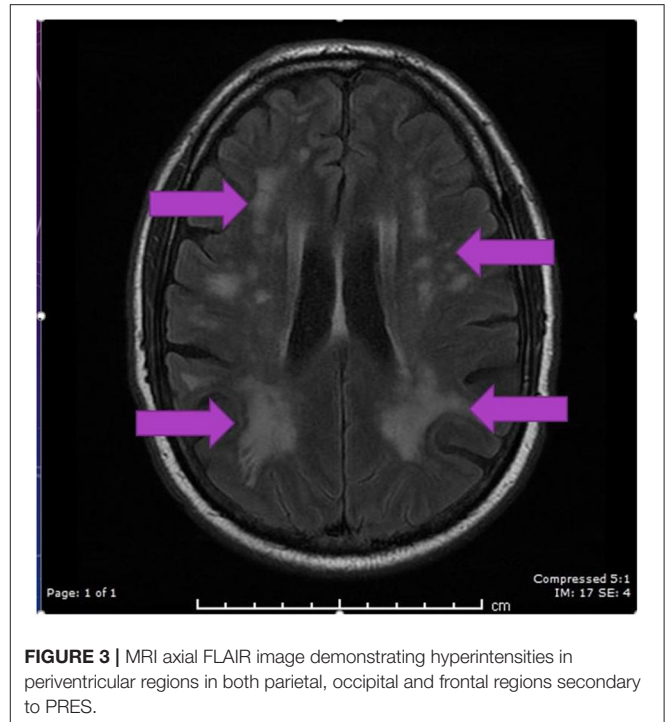 Page: 1 of 1
cm
Compressed 5:1
IM: 17 SE: 4
FIGURE 3 | MRI axial FLAIR image demonstrating hyperintensities in
periventricular regions in both parietal, occipital and frontal regions secondary
to PRES.